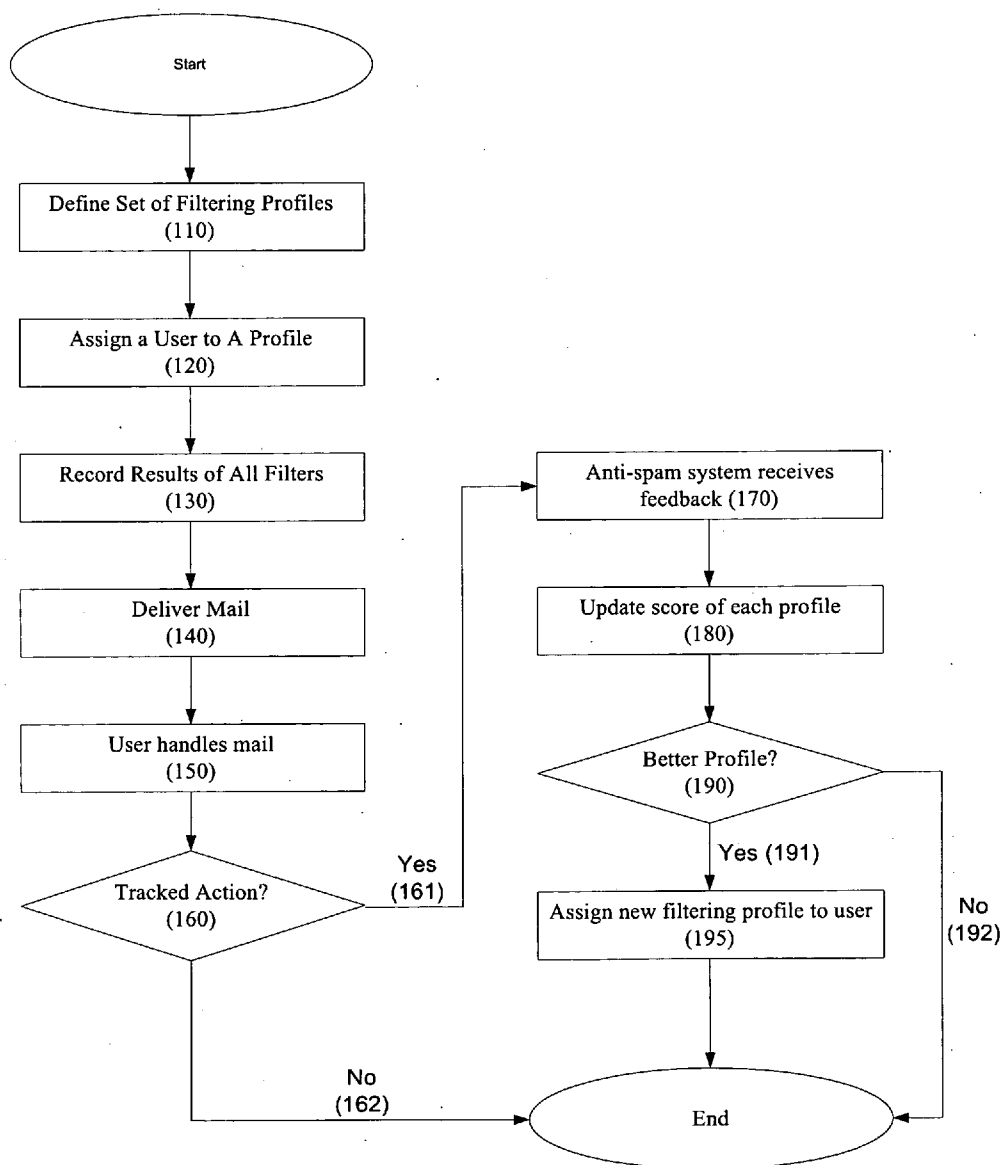 Start
Define Set of Filtering Profiles
(110)
Assign a User to A Profile
(120)
Record Results of All Filters
(130)
Deliver Mail
(140)
User handles mail
(150)
Tracked Action?
(160)
Yes
(161)
No
(162)
Anti-spam system receives
feedback (170)
Update score of each profile
(180)
Better Profile?
(190)
Yes (191)
No
(192)
Assign new filtering profile to user
(195)
End